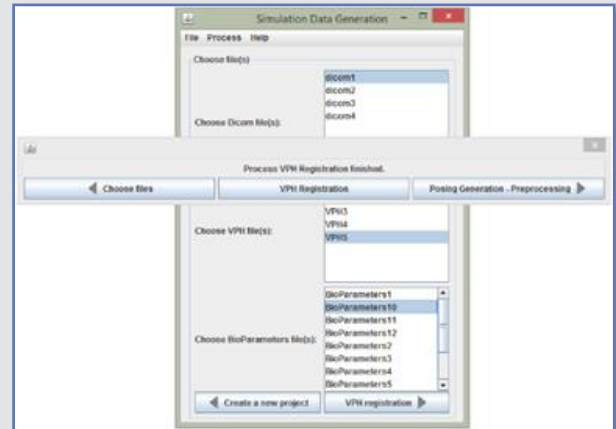 Simulation Data Generation
File Process Help
Choose file(s)
dicom1
dicom2
dicom3
dicom4
Choose Dicom file(s):
Process VPH Registration finished.
Choose files
VPH Registration
Posing Generation - Preprocessing
VPH3
VPH4
VPH5
Choose VPH file(s):
BioParameters1
BioParameters10
BioParameters11
BioParameters12
BioParameters2
BioParameters3
BioParameters4
BioParameters5
Choose BioParameters file(s):
Create a new project
VPH registration